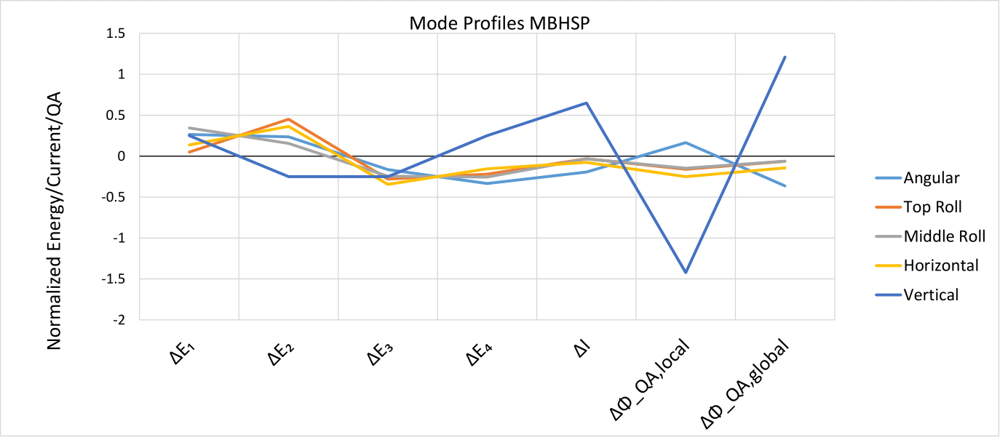 Mode Profiles MBHSP
Normalized Energy/Current/QA
1.5
1
0.5
0
-0.5
-1
-1.5
-2
ΔE₁
ΔE₂
ΔE₃
ΔE₄
ΔI
ΔΦ_QA,local
ΔΦ_QA,global
Angular
Top Roll
Middle Roll
Horizontal
Vertical